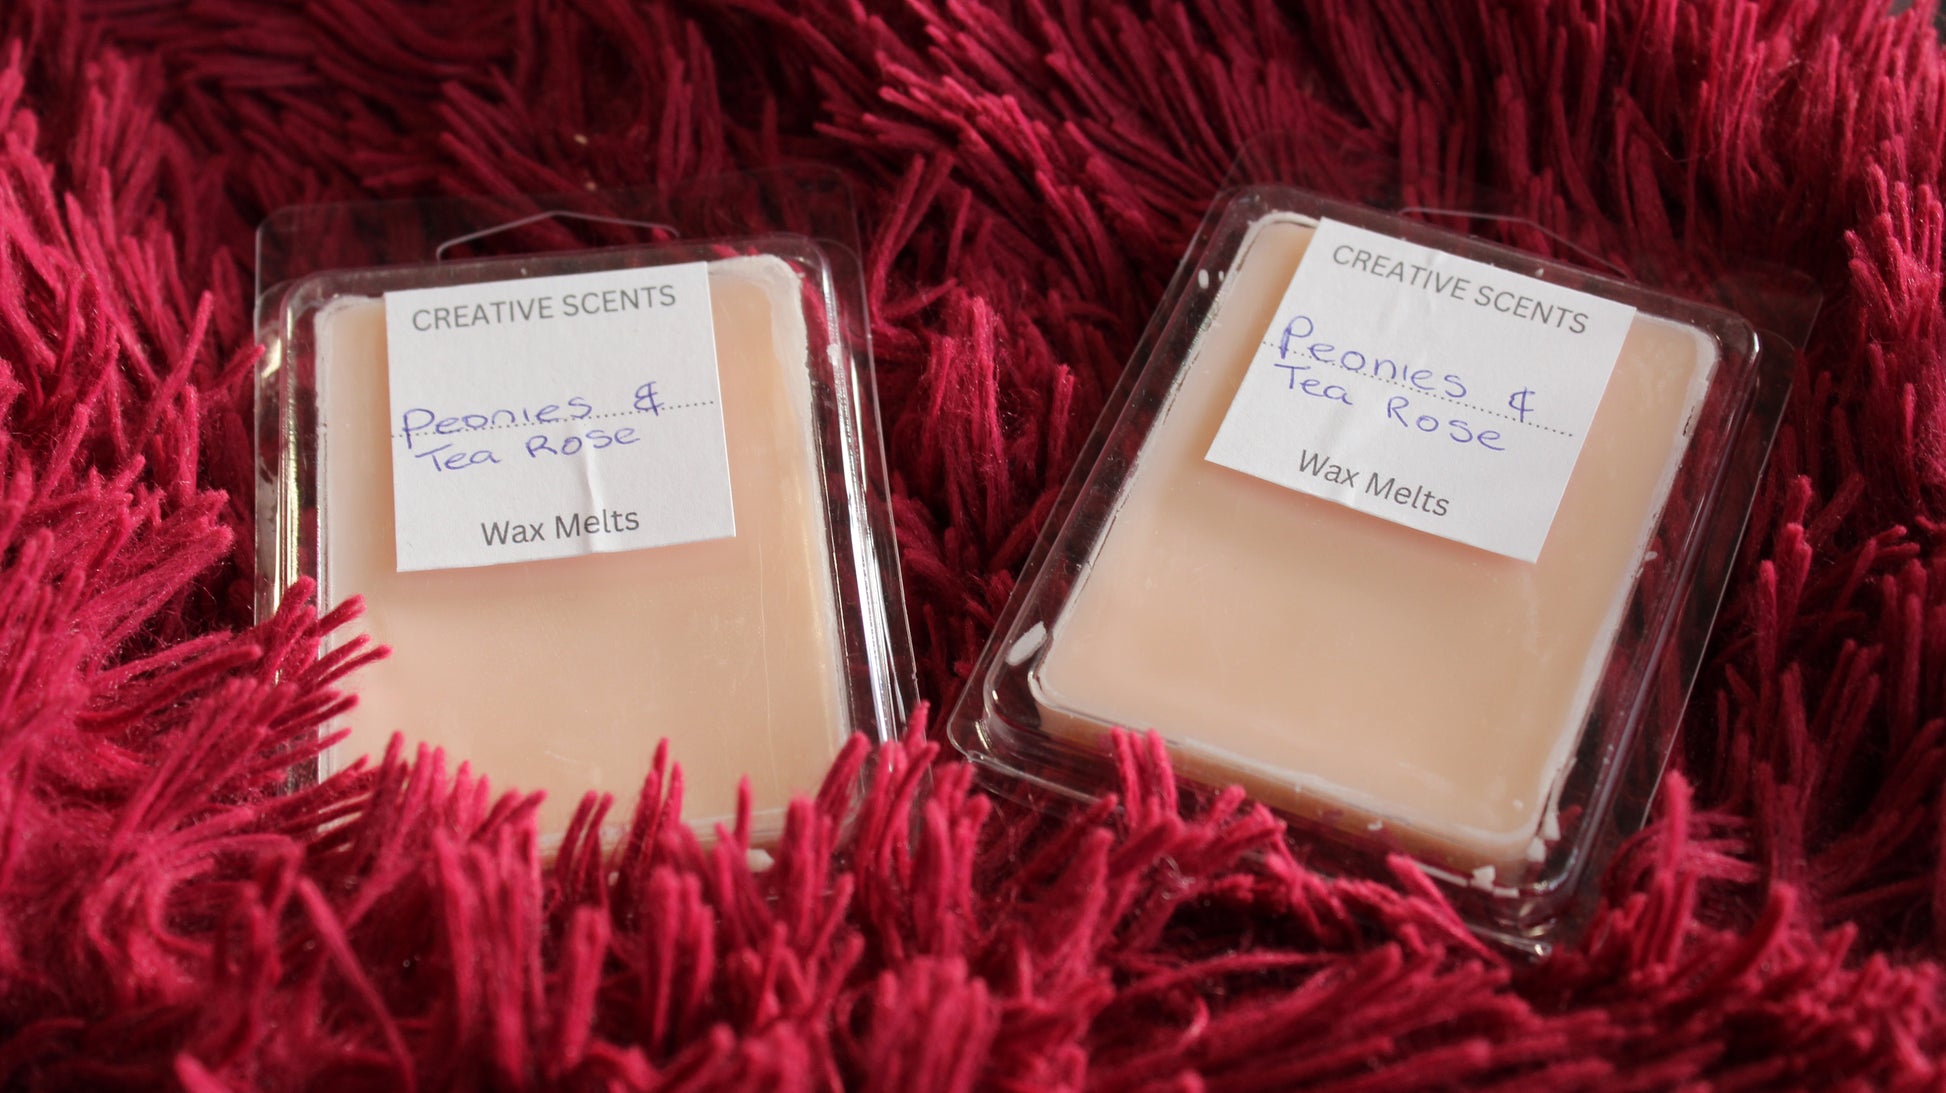 CREATIVE SCENTS
Peonies &
Tea Rose
Wax Melts
CREATIVE SCENTS
Peonies &
Tea Rose
Wax Melts